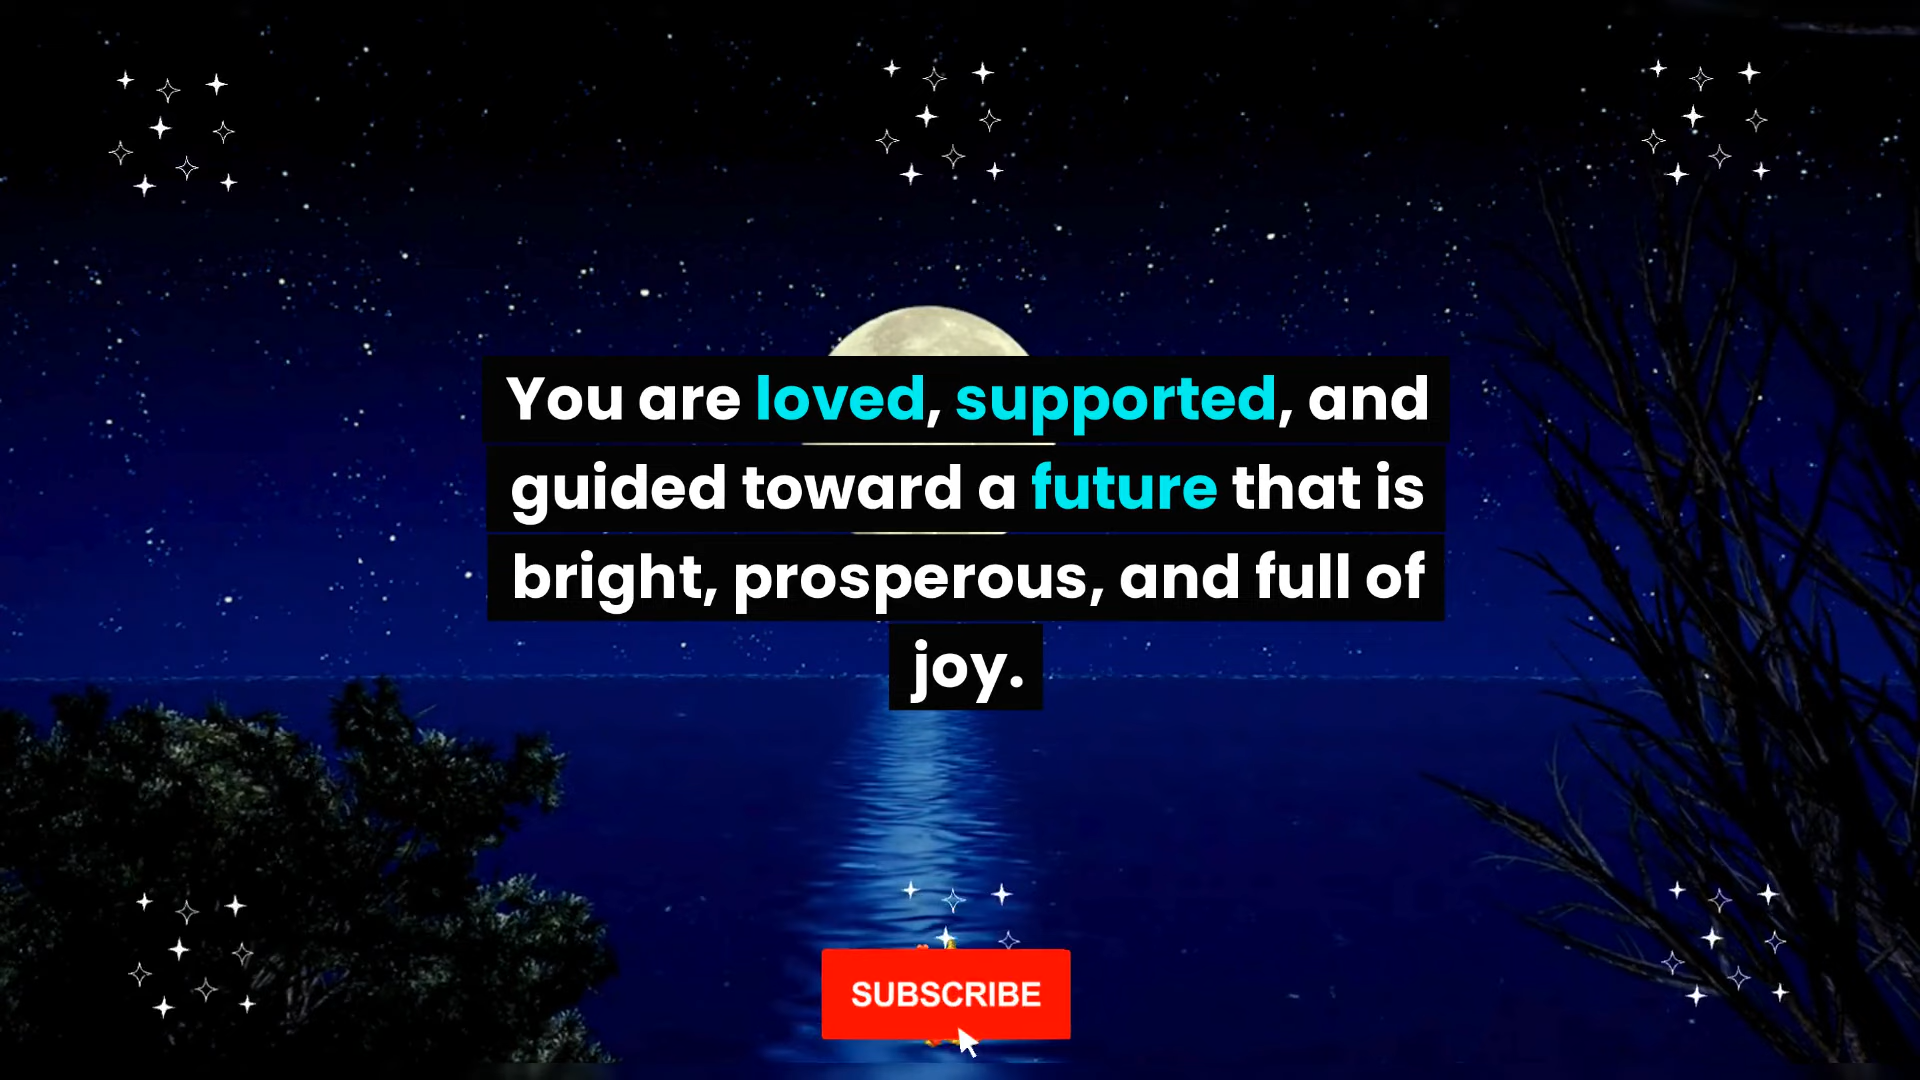 You are loved, supported, and
guided toward a future that is
bright, prosperous, and full of
joy.
SUBSCRIBE